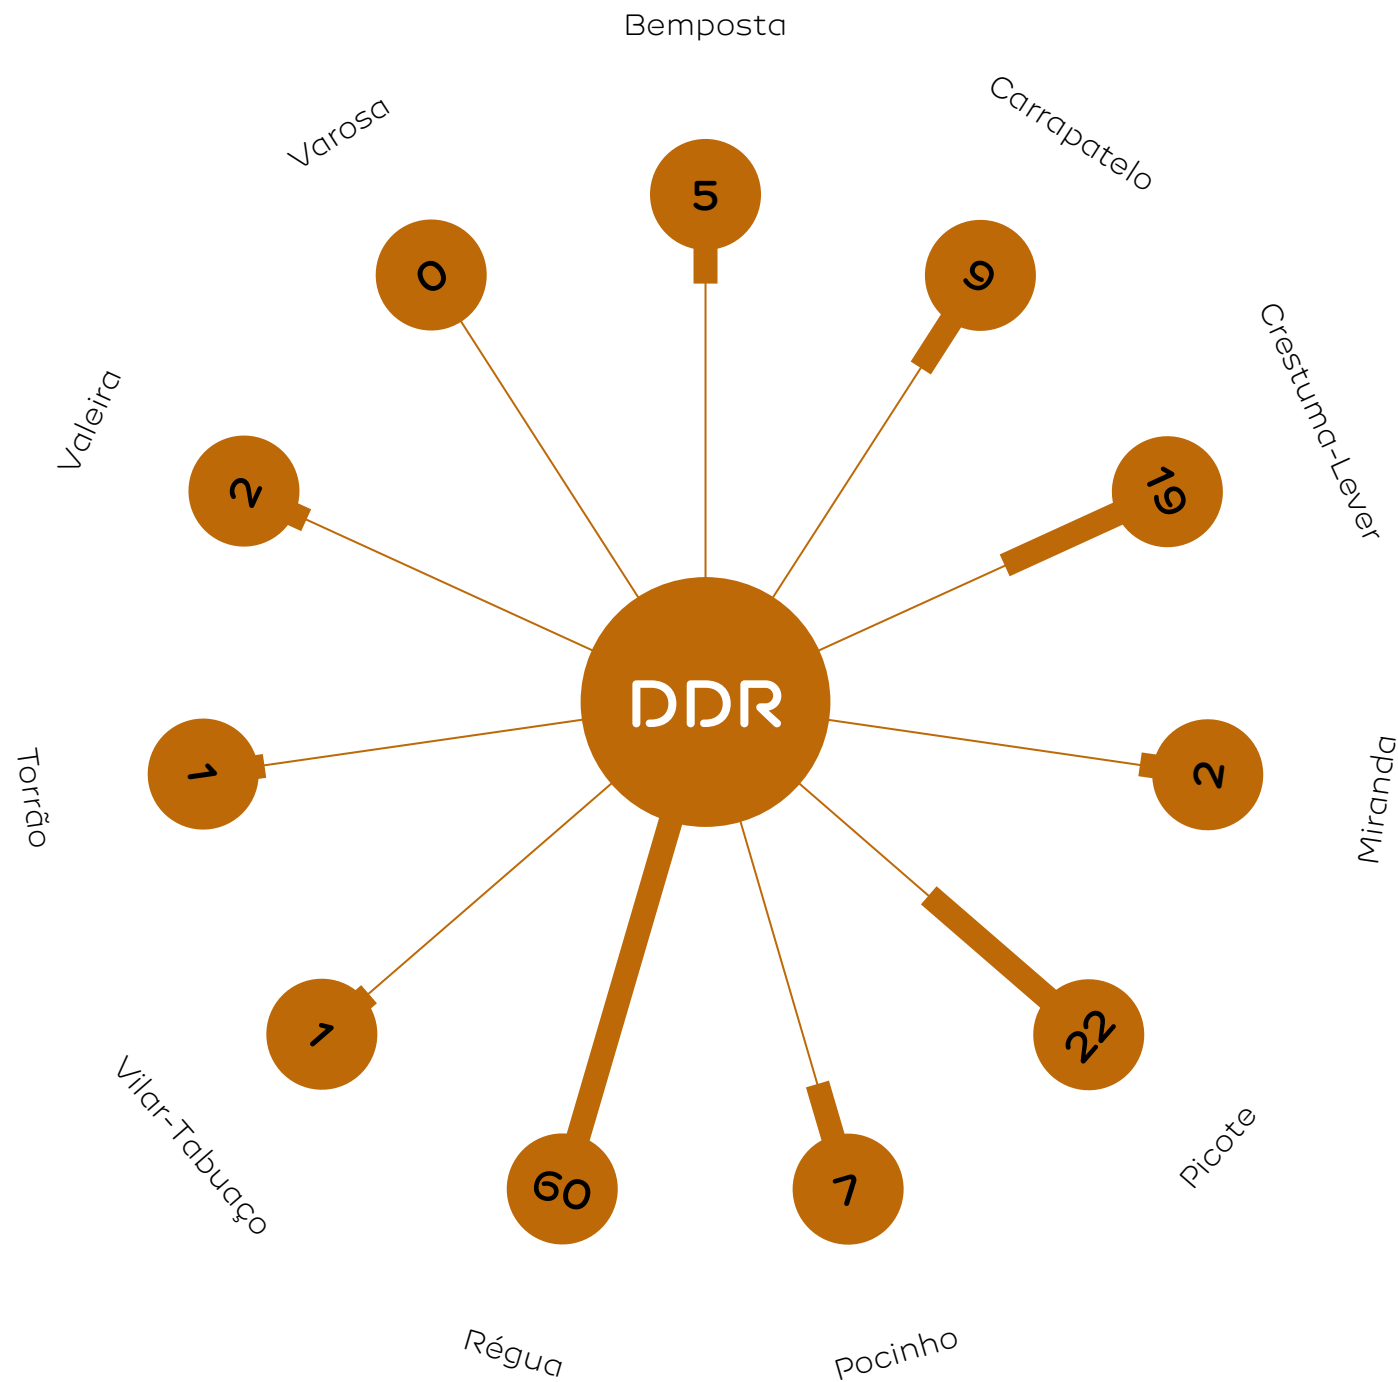 Bemposta
5
Carrapatelo
9
Crestuma-Lever
19
Miranda
2
Picote
22
Pocinho
7
Régua
60
Vilar-Tabuaço
1
Torrão
1
Valeira
2
Varosa
0
DDR